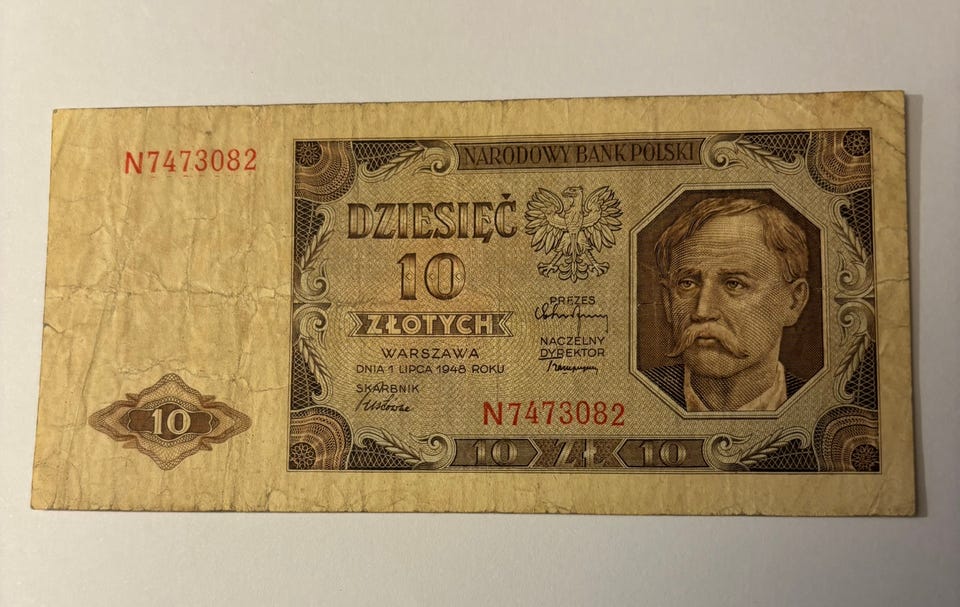 N7473082
NARODOWY BANK POLSKI
DZIESIĘĆ
10
ZŁOTYCH
WARSZAWA
DNIA 1 LIPCA 1948 ROKU
SKARBNIK
PREZES
NACZELNY
DYREKTOR
N7473082
10
10 ZŁ 10